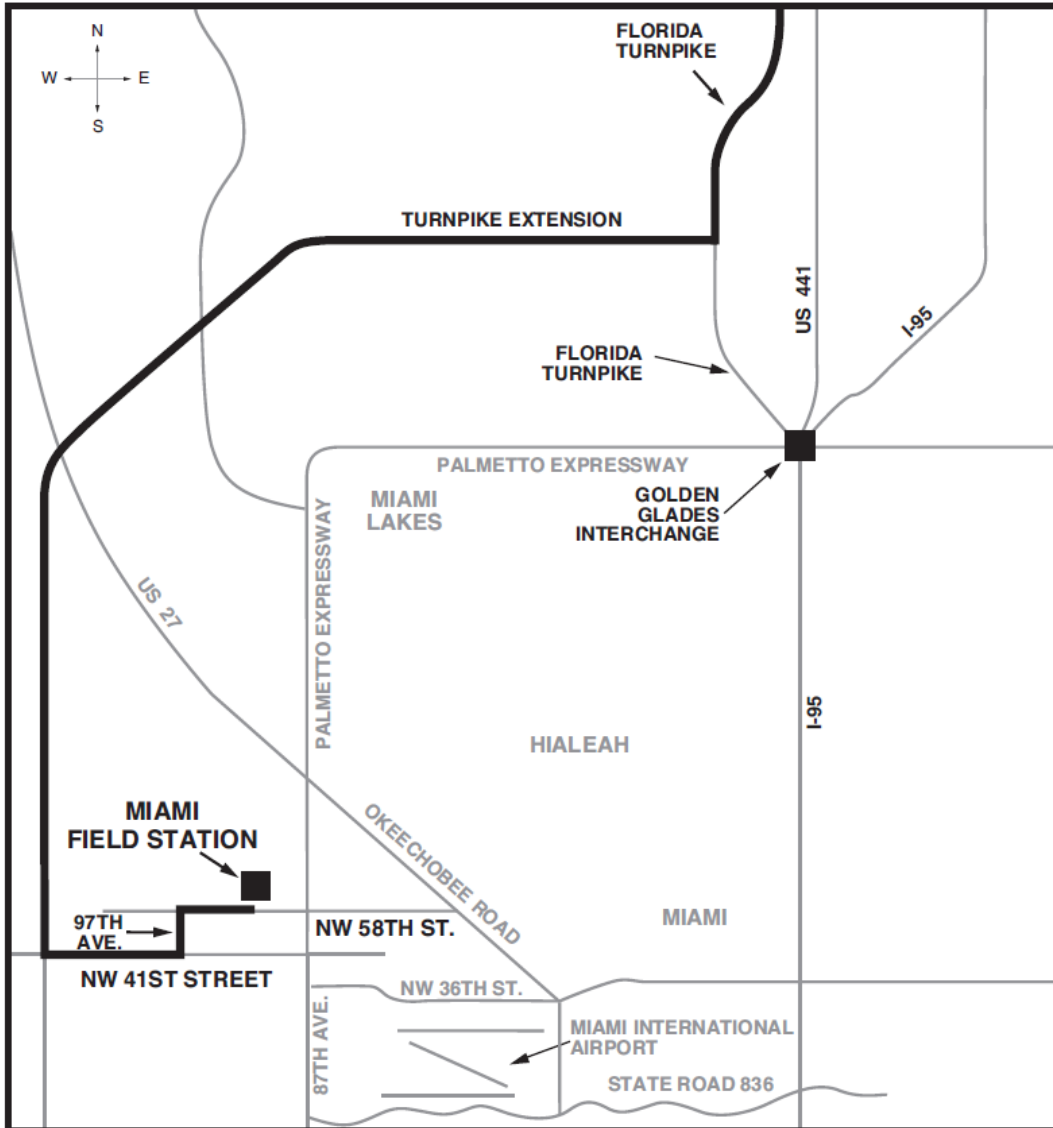 N
W
E
S
FLORIDA
TURNPIKE
TURNPIKE EXTENSION
US 441
I-95
FLORIDA
TURNPIKE
PALMETTO EXPRESSWAY
MIAMI
LAKES
GOLDEN
GLADES
INTERCHANGE
PALMETTO EXPRESSWAY
US 27
I-95
HIALEAH
MIAMI
FIELD STATION
OKEECHOBEE ROAD
97TH
AVE.
NW 58TH ST.
MIAMI
NW 41ST STREET
NW 36TH ST.
87TH AVE.
MIAMI INTERNATIONAL
AIRPORT
STATE ROAD 836